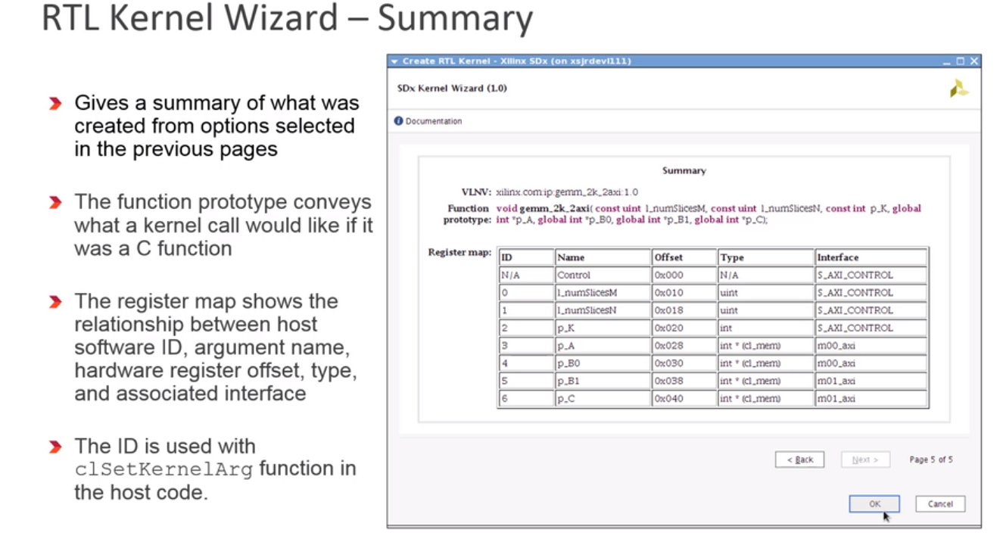 RTL Kernel Wizard – Summary
Gives a summary of what was
created from options selected
in the previous pages
The function prototype conveys
what a kernel call would like if it
was a C function
The register map shows the
relationship between host
software ID, argument name,
hardware register offset, type,
and associated interface
The ID is used with
clSetKernelArg function in
the host code.
Create RTL Kernel - Xilinx SDx (on xsjrdevl111)
SDx Kernel Wizard (1.0)
Documentation
Summary
VLNV: xilinx.com:ip:gemm_2k_2axi:1.0
Function prototype: void gemm_2k_2axi( const uint l_numSlicesM, const uint l_numSlicesN, const int p_K, global
int *p_A, global int *p_B0, global int *p_B1, global int *p_C);
Register map:
ID Name Offset Type Interface
N/A Control 0x000 N/A S_AXI_CONTROL
0 l_numSlicesM 0x010 uint S_AXI_CONTROL
1 l_numSlicesN 0x018 uint S_AXI_CONTROL
2 p_K 0x020 int S_AXI_CONTROL
3 p_A 0x028 int * (cl_mem) m00_axi
4 p_B0 0x030 int * (cl_mem) m00_axi
5 p_B1 0x038 int * (cl_mem) m01_axi
6 p_C 0x040 int * (cl_mem) m01_axi
< Back Next > Page 5 of 5
OK Cancel